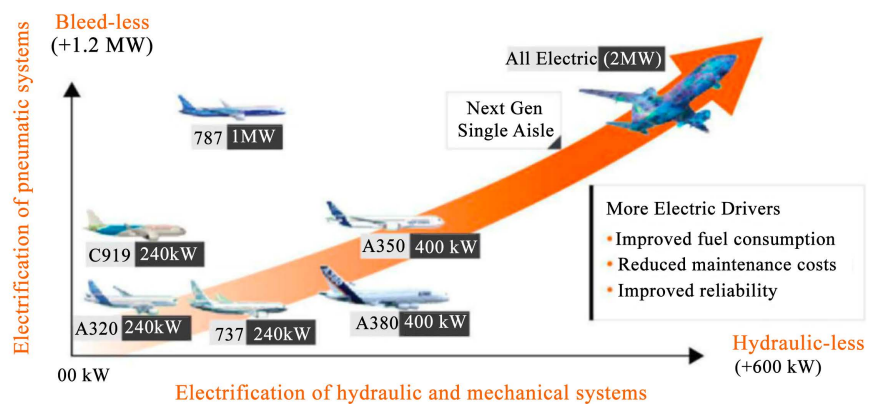 Bleed-less
(+1.2 MW)
Electrification of pneumatic systems
All Electric (2MW)
787 1MW
Next Gen
Single Aisle
More Electric Drivers
• Improved fuel consumption
• Reduced maintenance costs
• Improved reliability
C919 240kW
A350 400 kW
A320 240kW
737 240kW
A380 400 kW
00 kW
Hydraulic-less
(+600 kW)
Electrification of hydraulic and mechanical systems